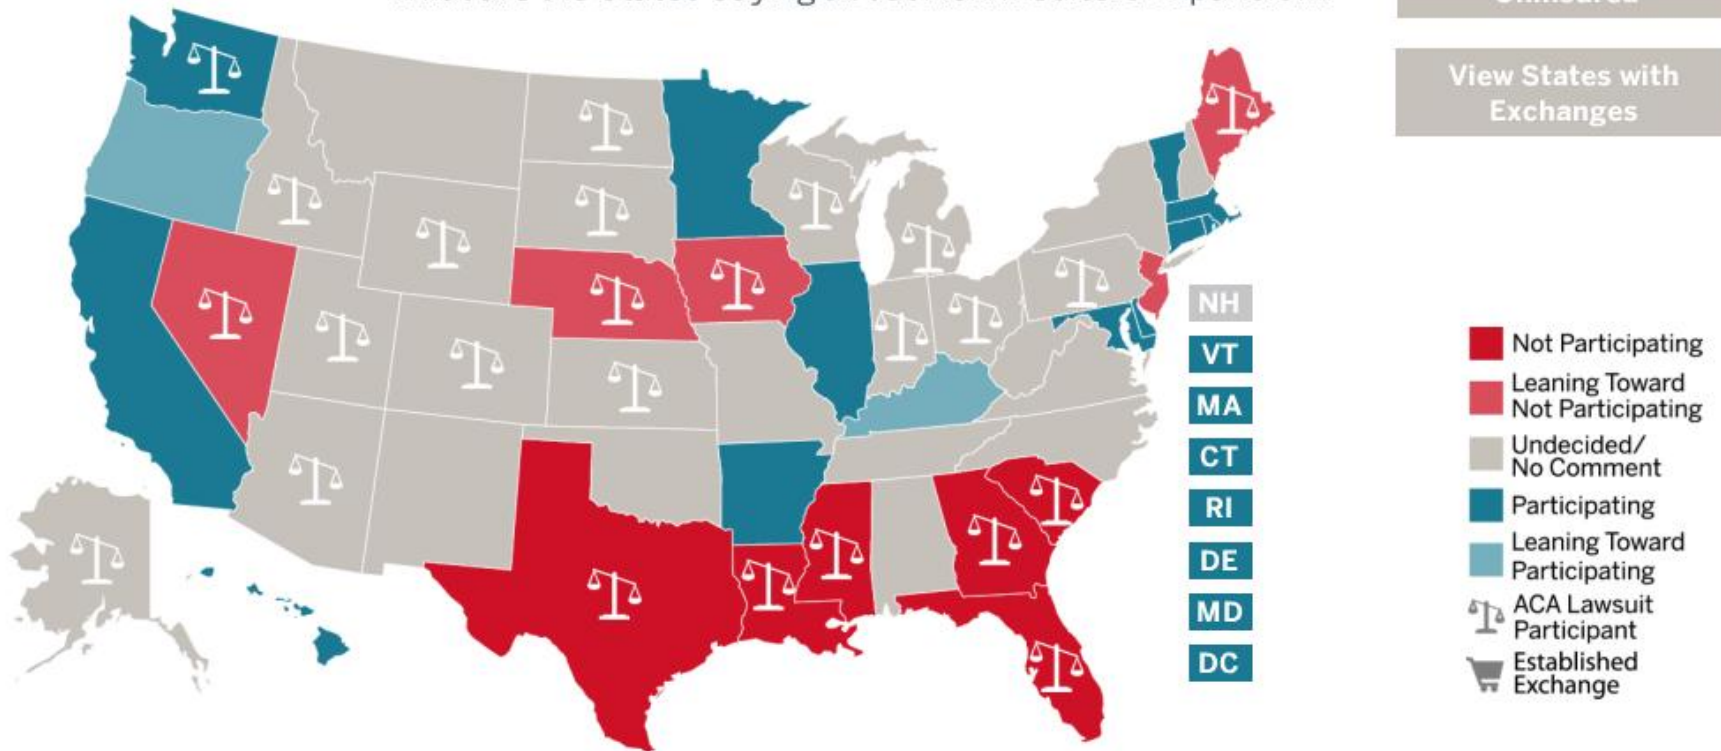 View States with
Exchanges
NH
VT
MA
CT
RI
DE
MD
DC
Not Participating
Leaning Toward
Not Participating
Undecided/
No Comment
Participating
Leaning Toward
Participating
ACA Lawsuit
Participant
Established
Exchange